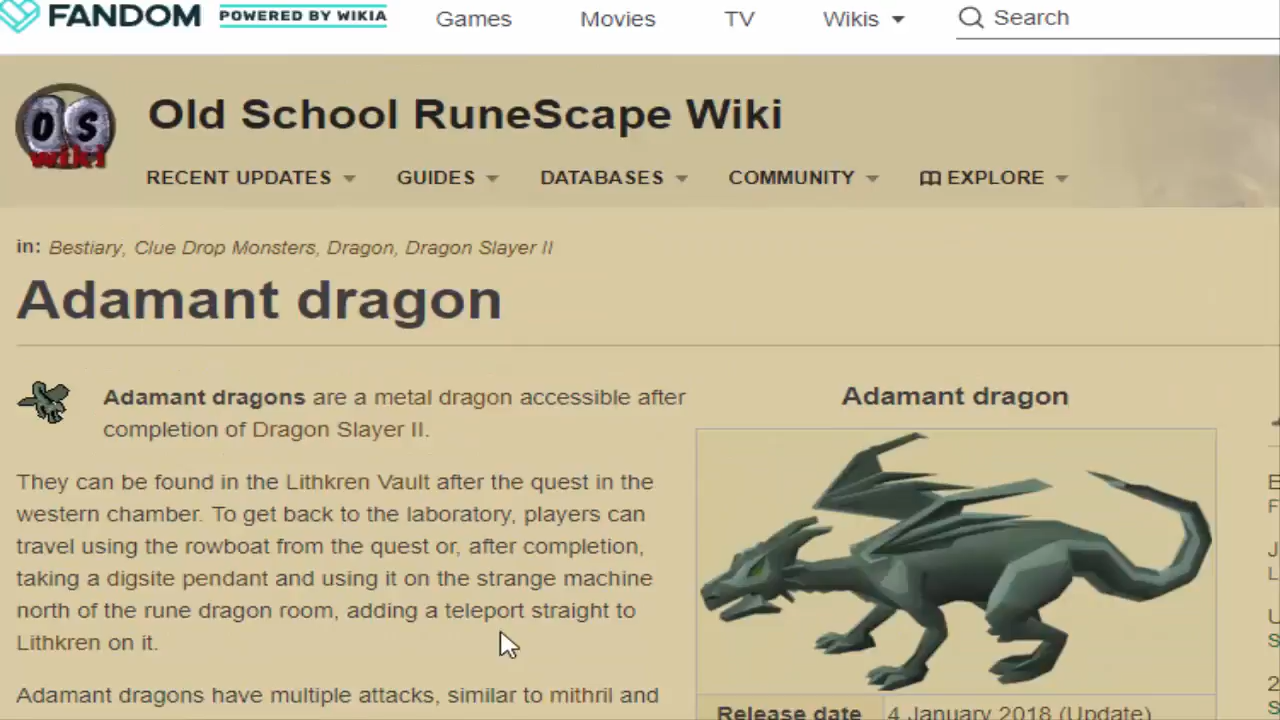 FANDOM POWERED BY WIKIA Games Movies TV Wikis Search
OS
wiki
Old School RuneScape Wiki
RECENT UPDATES GUIDES DATABASES COMMUNITY EXPLORE
in: Bestiary, Clue Drop Monsters, Dragon, Dragon Slayer II
Adamant dragon
Adamant dragons are a metal dragon accessible after
completion of Dragon Slayer II.
They can be found in the Lithkren Vault after the quest in the
western chamber. To get back to the laboratory, players can
travel using the rowboat from the quest or, after completion,
taking a digsite pendant and using it on the strange machine
north of the rune dragon room, adding a teleport straight to
Lithkren on it.
Adamant dragons have multiple attacks, similar to mithril and
Adamant dragon
Release date 4 January 2018 (Update)